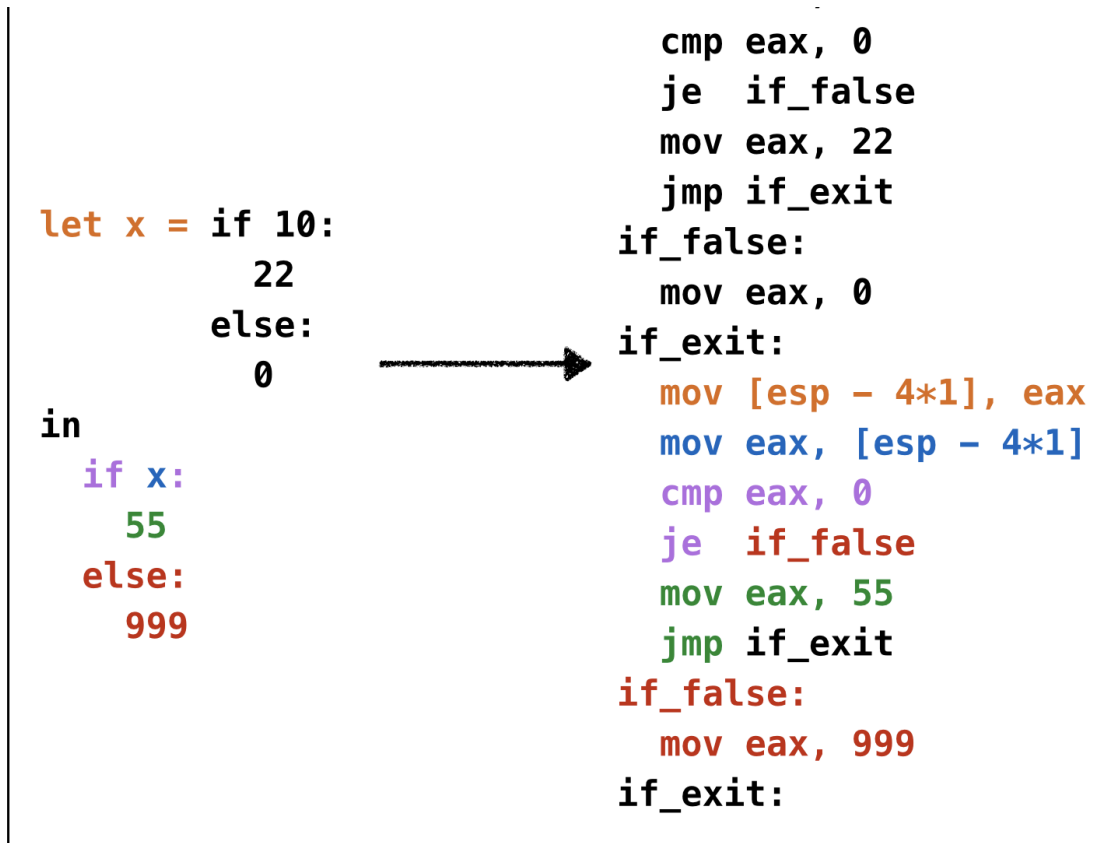 let x = if 10:
          22
        else:
          0
in
  if x:
    55
  else:
    999
  cmp eax, 0
  je  if_false
  mov eax, 22
  jmp if_exit
if_false:
  mov eax, 0
if_exit:
  mov [esp - 4*1], eax
  mov eax, [esp - 4*1]
  cmp eax, 0
  je  if_false
  mov eax, 55
  jmp if_exit
if_false:
  mov eax, 999
if_exit: